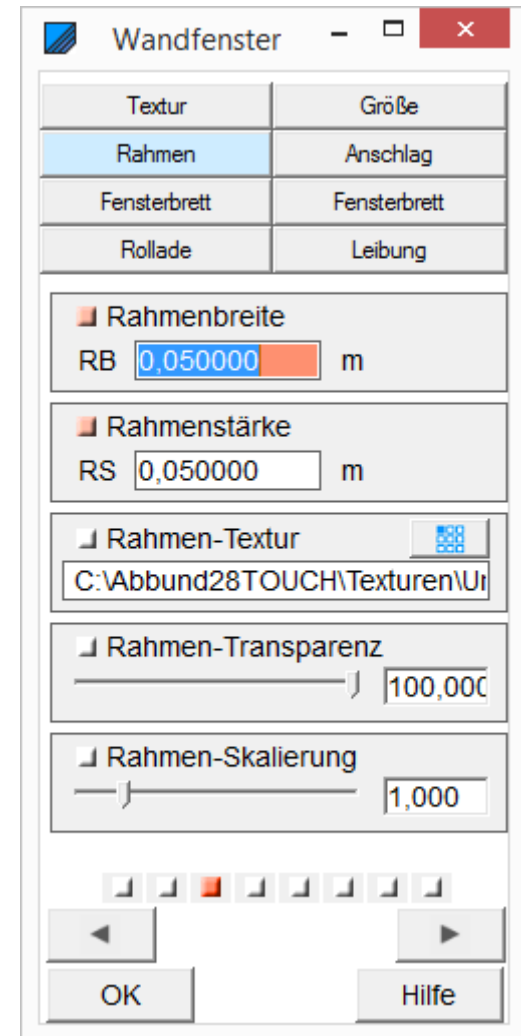 Wandfenster
Textur Größe
Rahmen Anschlag
Fensterbrett Fensterbrett
Rollade Leibung
Rahmenbreite
RB 0,050000 m
Rahmenstärke
RS 0,050000 m
Rahmen-Textur
C:\Abbund28TOUCH\Texturen\
Rahmen-Transparenz
100,000
Rahmen-Skalierung
1,000
OK Hilfe